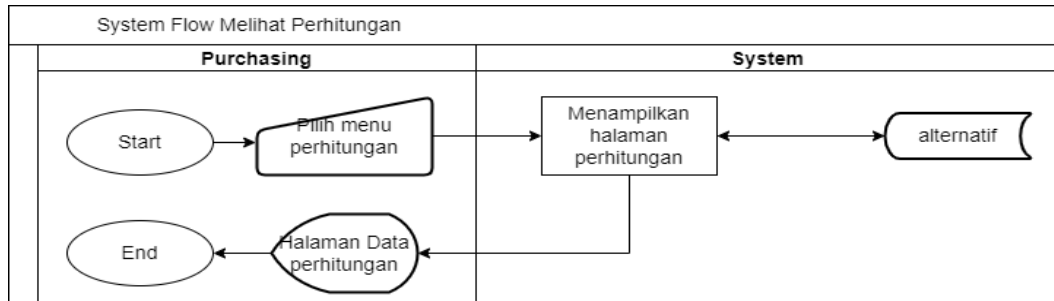 System Flow Melihat Perhitungan
Purchasing
System
Start
Pilih menu
perhitungan
Menampilkan
halaman
perhitungan
alternatif
End
Halaman Data
perhitungan